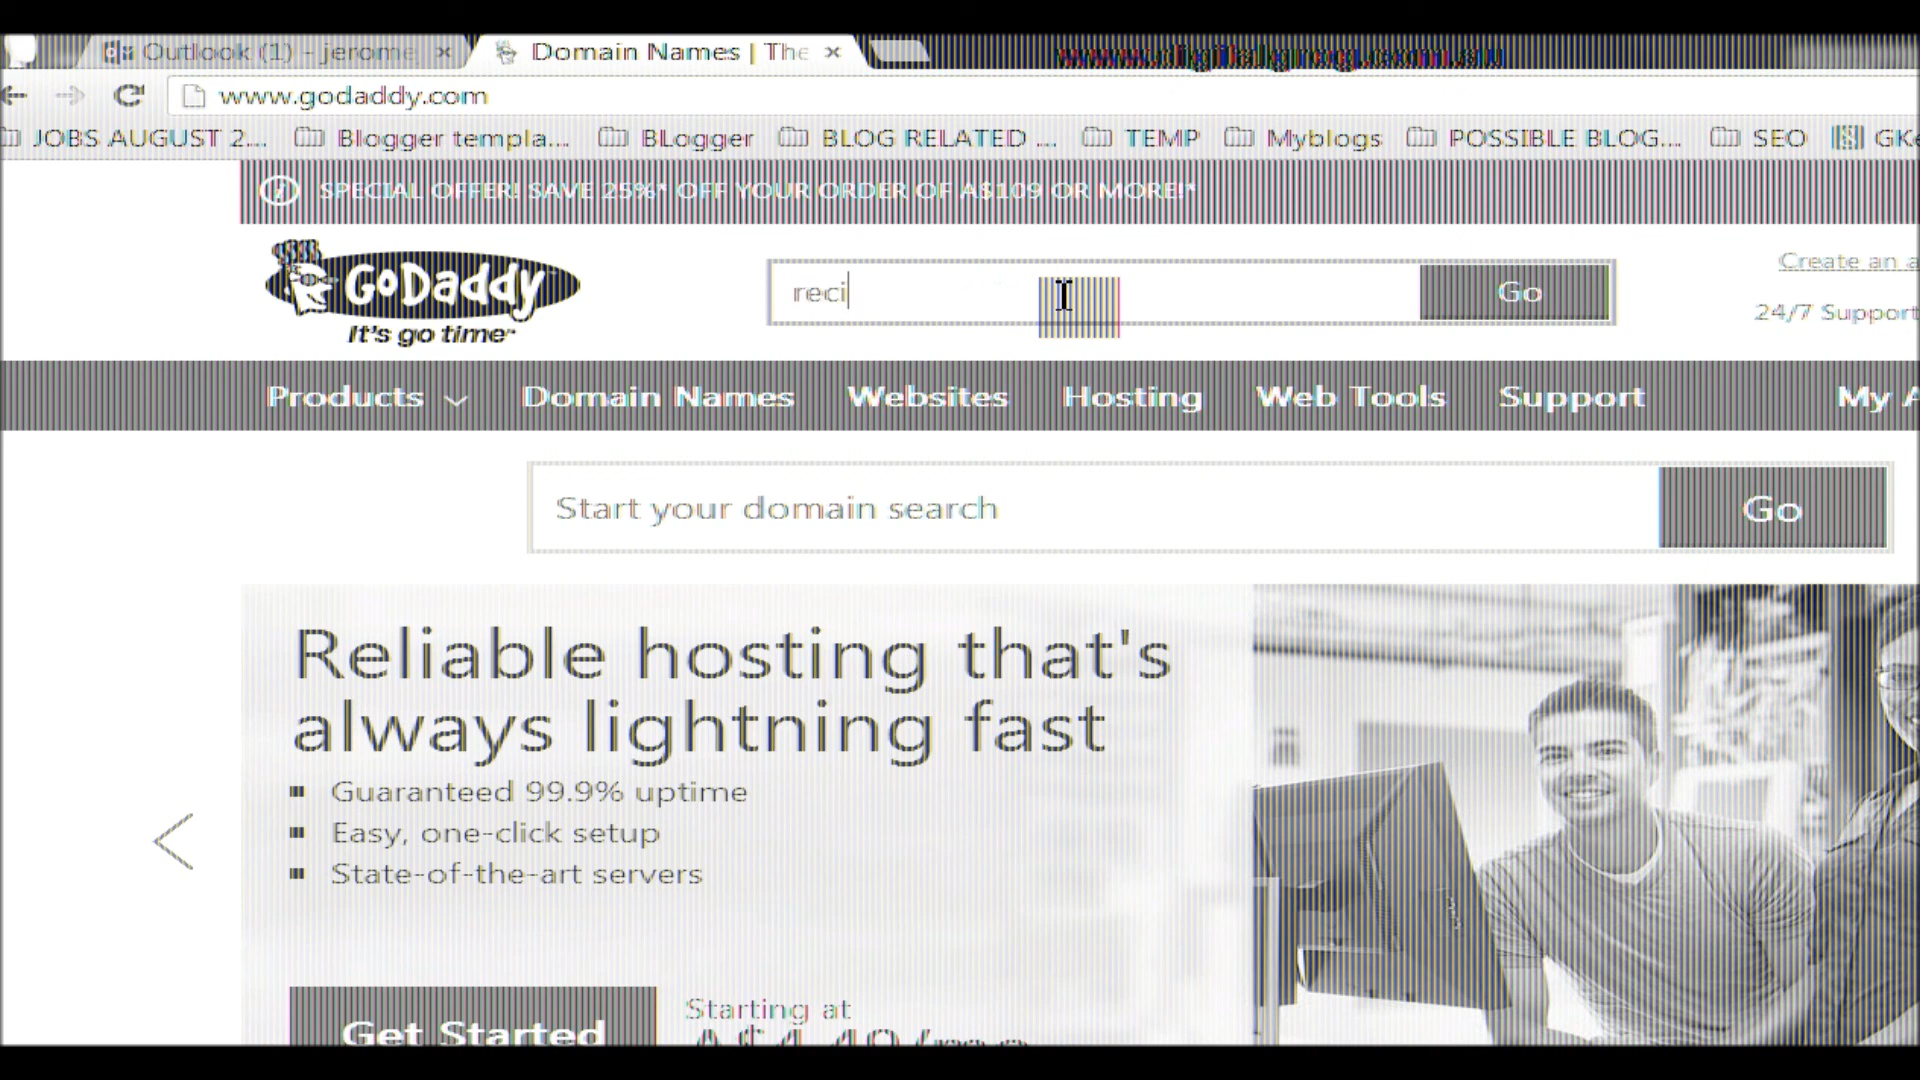 Outlook (1) - jerome
Domain Names | The
www.godaddy.com
JOBS AUGUST 2... Blogger templa... BLogger BLOG RELATED ... TEMP Myblogs POSSIBLE BLOG... SEO GKe
SPECIAL OFFER! SAVE 25%* OFF YOUR ORDER OF A$109 OR MORE!*
GoDaddy
It's go time
reci
Go
Create an a
24/7 Support
Products Domain Names Websites Hosting Web Tools Support My A
Start your domain search
Go
Reliable hosting that's
always lightning fast
Guaranteed 99.9% uptime
Easy, one-click setup
State-of-the-art servers
Get Started
Starting at